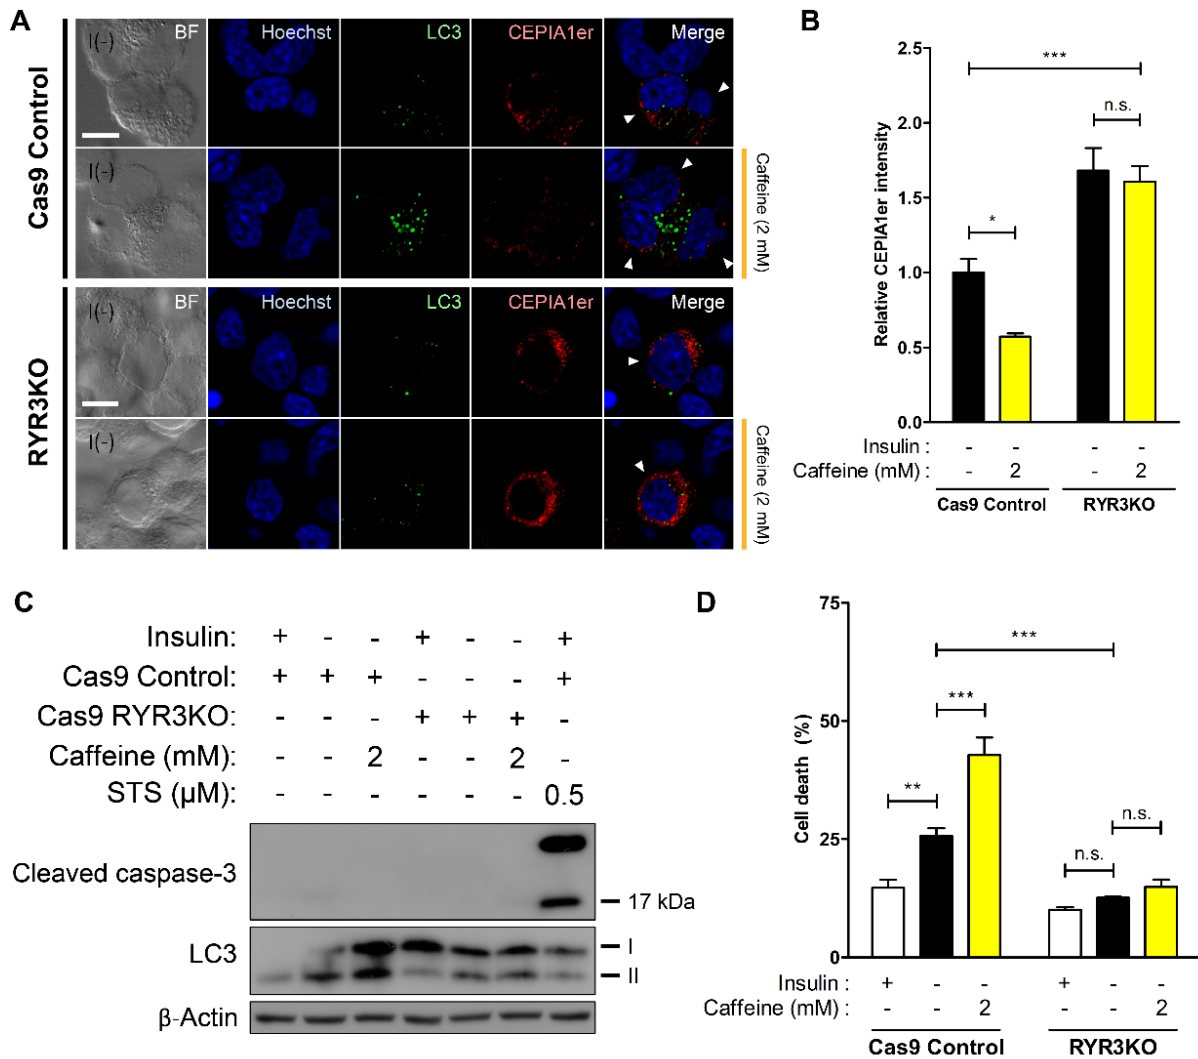 A
Cas9 Control
I(-) BF Hoechst LC3 CEPIA1er Merge
I(-)
Caffeine (2 mM)
RYR3KO
I(-) BF Hoechst LC3 CEPIA1er Merge
I(-)
Caffeine (2 mM)
B
Relative CEPIA1er intensity
2.5
2.0
1.5
1.0
0.5
0.0
***
n.s.
*
Insulin : - - - -
Caffeine (mM) : - 2 - 2
Cas9 Control RYR3KO
C
Insulin: + - - + - - +
Cas9 Control: + + + - - - +
Cas9 RYR3KO: - - - + + + -
Caffeine (mM): - - 2 - - 2 -
STS (µM): - - - - - - 0.5
Cleaved caspase-3
17 kDa
LC3
I
II
β-Actin
D
Cell death (%)
75
50
25
0
***
***
**
n.s.
n.s.
Insulin : + - - + - -
Caffeine (mM) : - - 2 - - 2
Cas9 Control RYR3KO